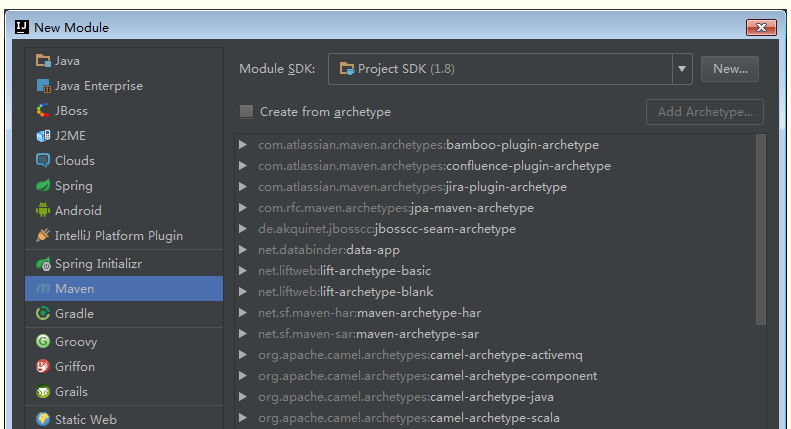 New Module
Java
Java Enterprise
JBoss
J2ME
Clouds
Spring
Android
IntelliJ Platform Plugin
Spring Initializr
Maven
Gradle
Groovy
Griffon
Grails
Static Web
Module SDK: Project SDK (1.8) New...
Create from archetype Add Archetype...
com.atlassian.maven.archetypes:bamboo-plugin-archetype
com.atlassian.maven.archetypes:confluence-plugin-archetype
com.atlassian.maven.archetypes:jira-plugin-archetype
com.rfc.maven.archetypes:jpa-maven-archetype
de.akquinet.jbosscc:jbosscc-seam-archetype
net.databinder:data-app
net.liftweb:lift-archetype-basic
net.liftweb:lift-archetype-blank
net.sf.maven-har:maven-archetype-har
net.sf.maven-sar:maven-archetype-sar
org.apache.camel.archetypes:camel-archetype-activemq
org.apache.camel.archetypes:camel-archetype-component
org.apache.camel.archetypes:camel-archetype-java
org.apache.camel.archetypes:camel-archetype-scala